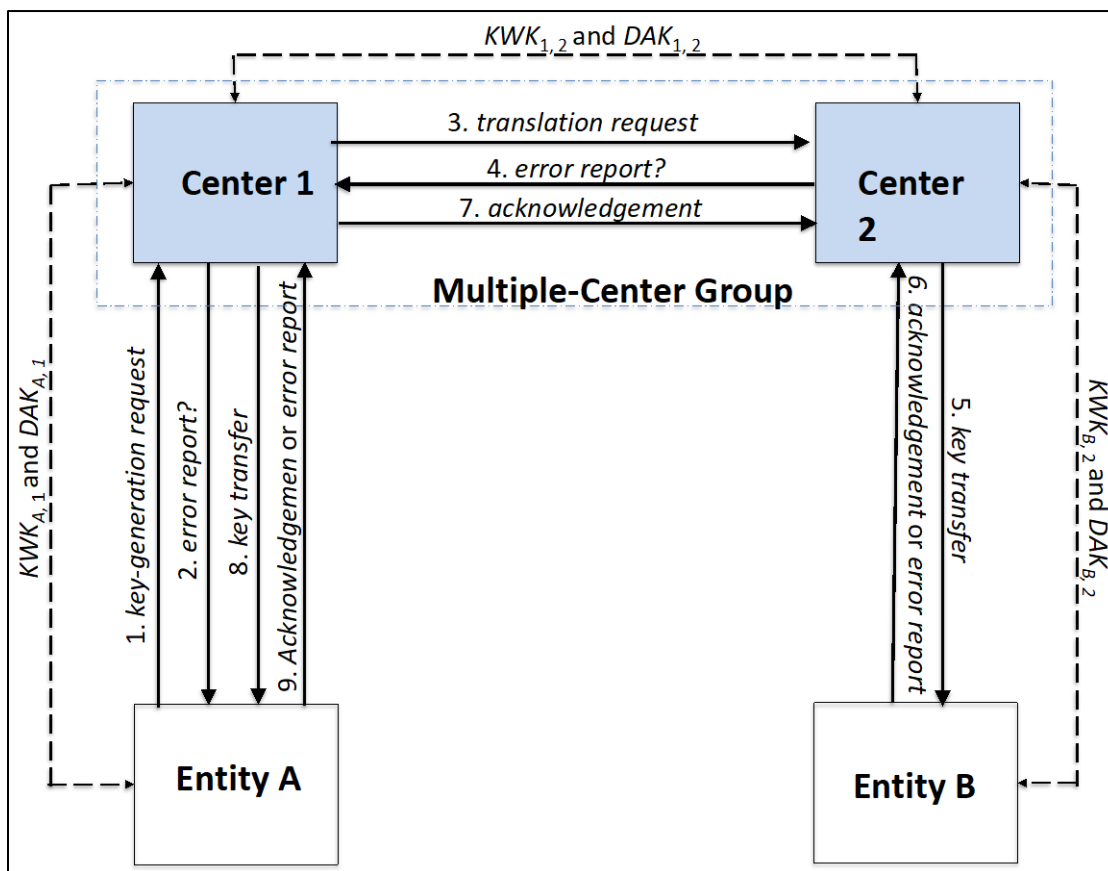 KWK1, 2 and DAK1, 2
3. translation request
Center 1
4. error report?
Center
2
7. acknowledgement
Multiple-Center Group
KWKA, 1 and DAKA, 1
1. key-generation request
2. error report?
8. key transfer
9. Acknowledgemen or error report
6. acknowledgement or error report
5. key transfer
KWKB, 2 and DAKB, 2
Entity A
Entity B